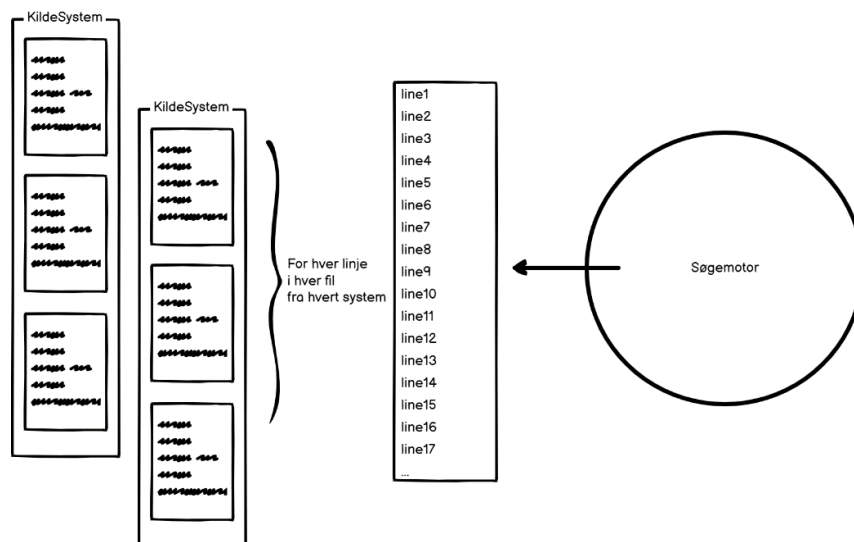 KildeSystem
KildeSystem
For hver linje
i hver fil
fra hvert system
line1
line2
line3
line4
line5
line6
line7
line8
line9
line10
line11
line12
line13
line14
line15
line16
line17
...
Søgemotor